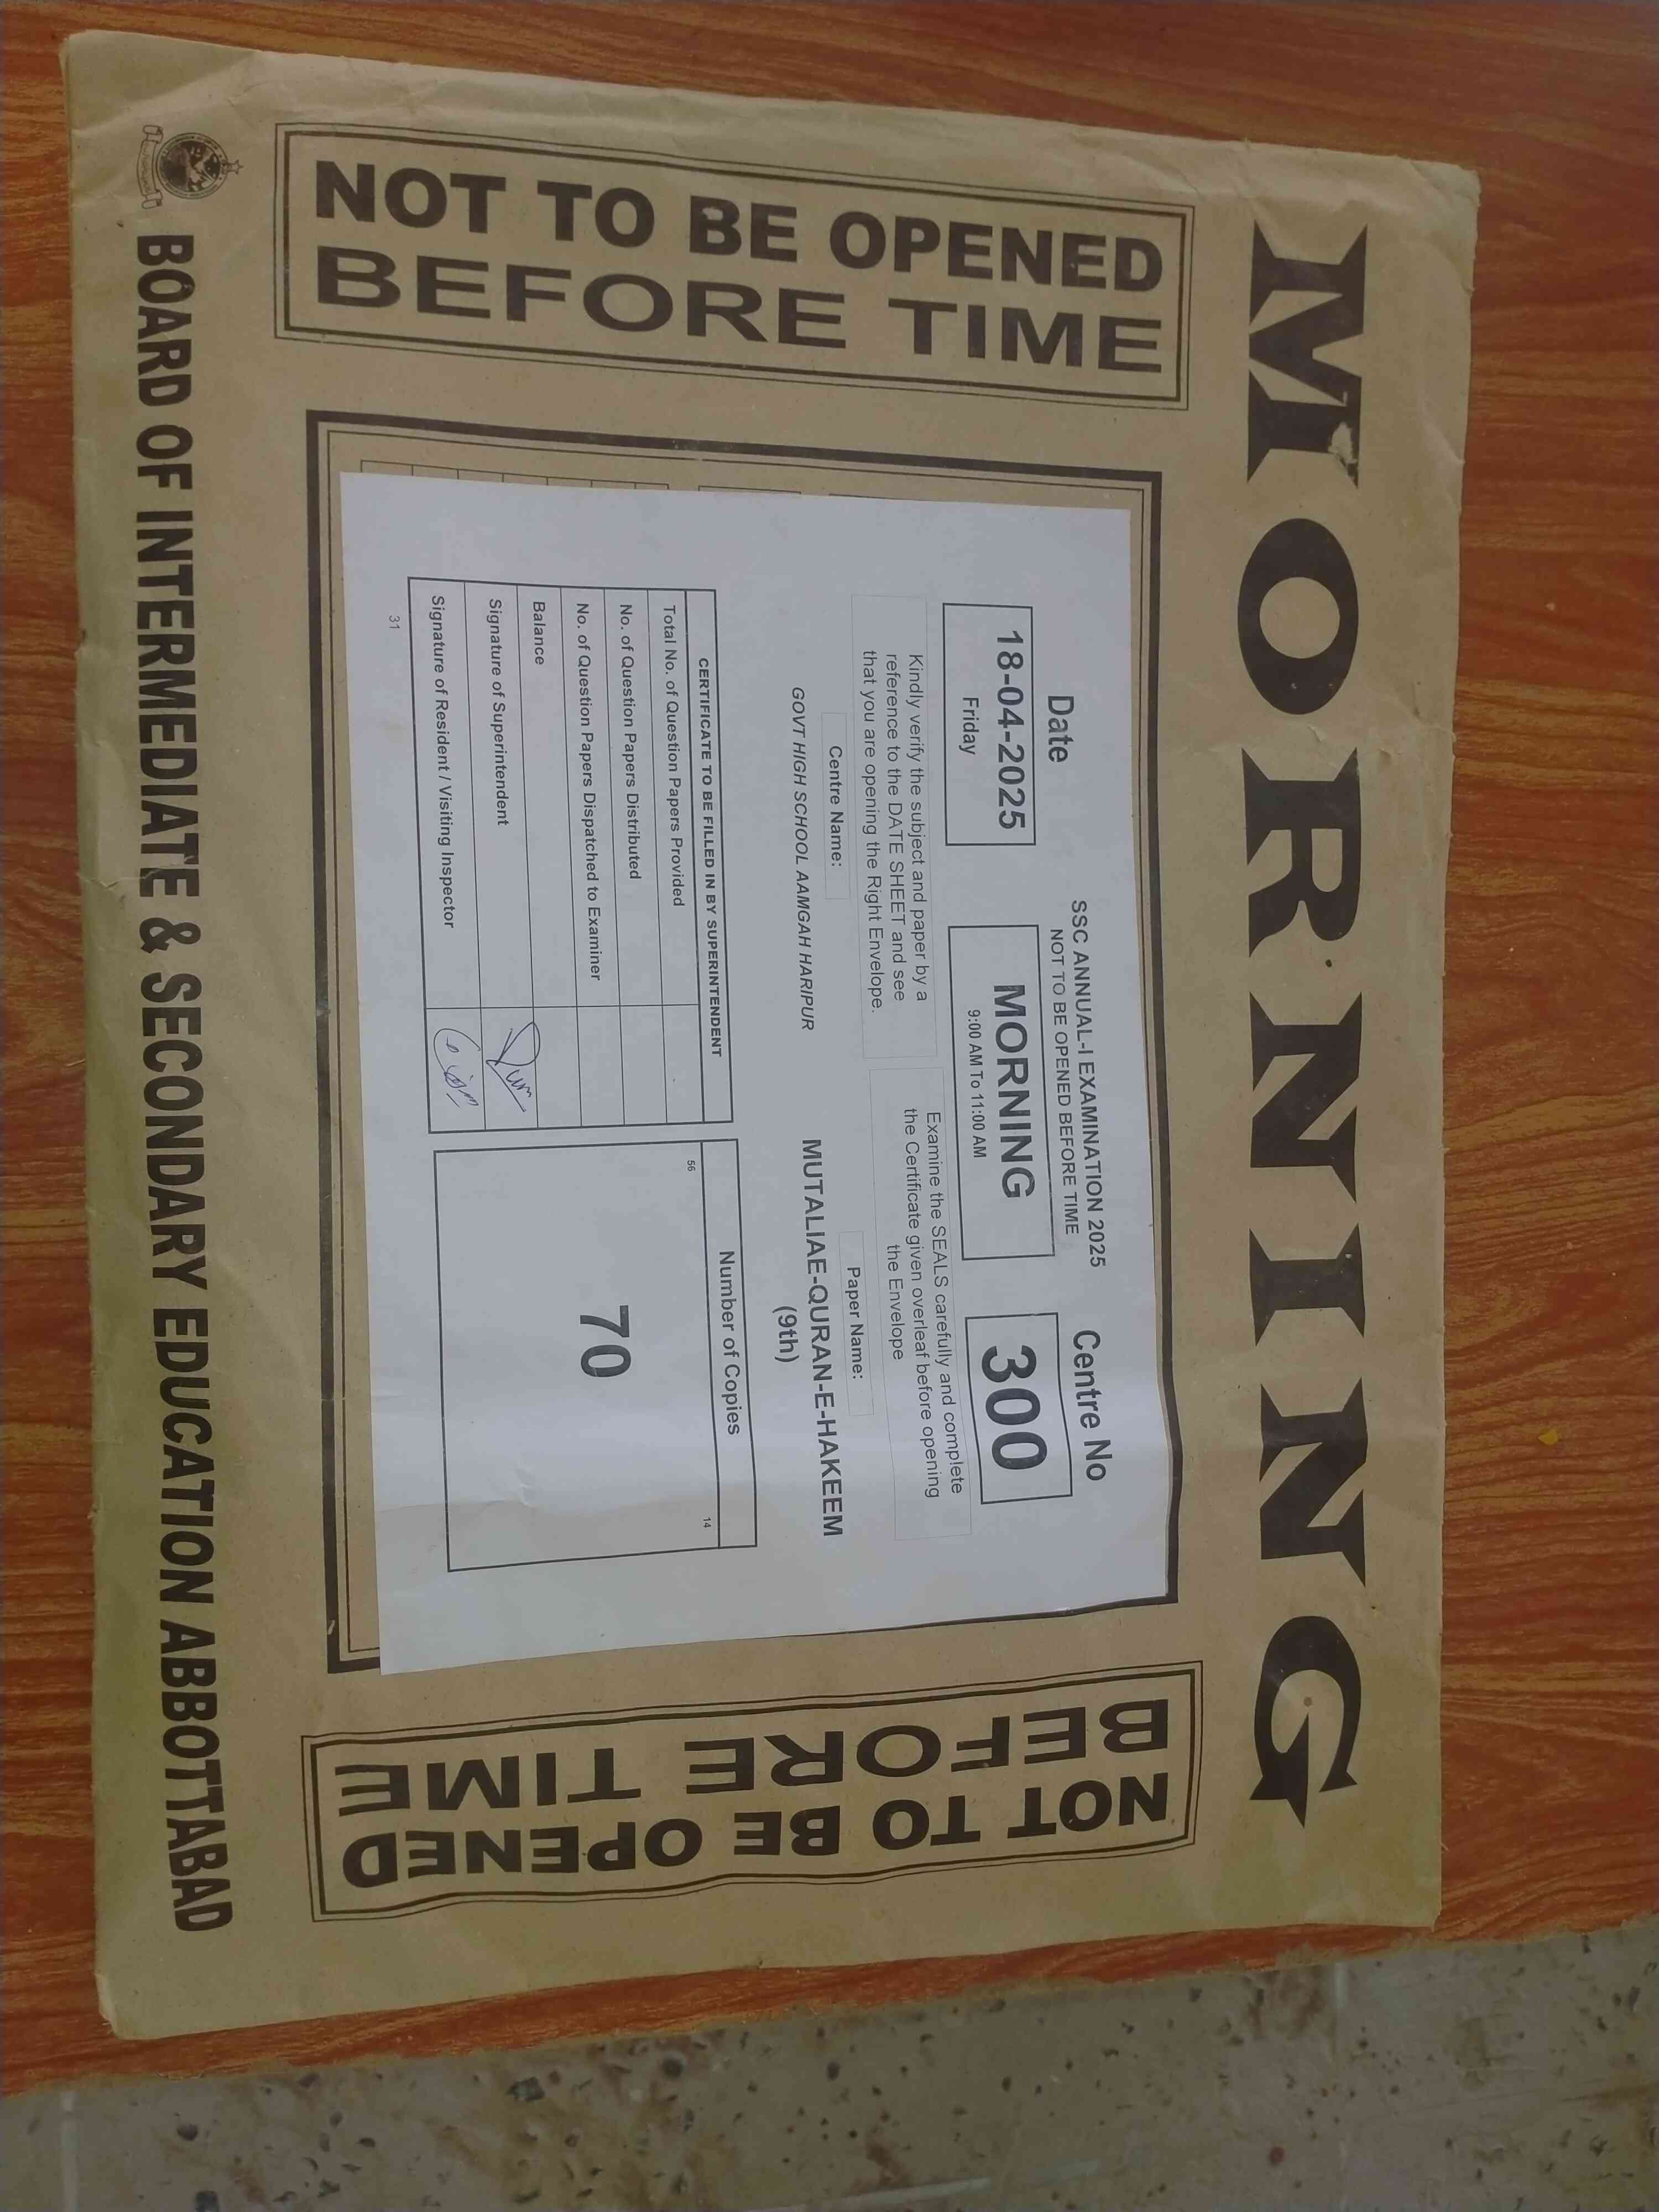 MORNING
NOT TO BE OPENED
BEFORE TIME
SSC ANNUAL-I EXAMINATION 2025
NOT TO BE OPENED BEFORE TIME
Date
18-04-2025
Friday
MORNING
9:00 AM To 11:00 AM
Centre No
300
Kindly verify the subject and paper by a
reference to the DATE SHEET and see
that you are opening the Right Envelope.
Examine the SEALS carefully and complete
the Certificate given overleaf before opening
the Envelope
Centre Name:
GOVT HIGH SCHOOL AAMGAH HARIPUR
Paper Name:
MUTALIAE-QURAN-E-HAKEEM
(9th)
CERTIFICATE TO BE FILLED IN BY SUPERINTENDENT
Total No. of Question Papers Provided
No. of Question Papers Distributed
No. of Question Papers Dispatched to Examiner
Balance
Signature of Superintendent
Signature of Resident / Visiting Inspector
31
Number of Copies
56
14
70
NOT TO BE OPENED
BEFORE TIME
BOARD OF INTERMEDIATE & SECONDARY EDUCATION ABBOTTABAD